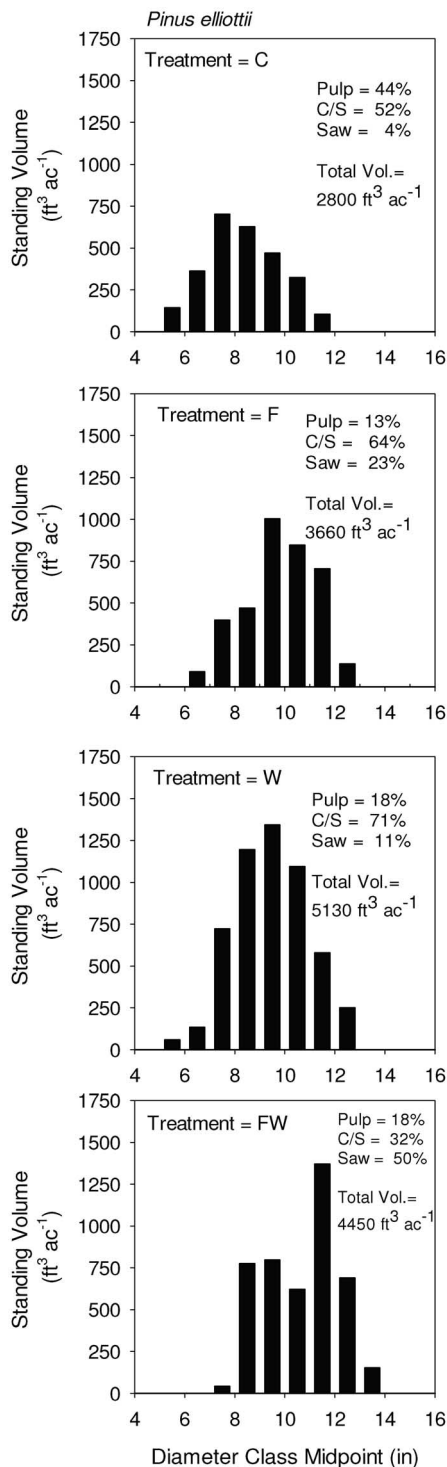 Pinus elliottii
Treatment = C
Pulp = 44%
C/S = 52%
Saw = 4%
Total Vol.=
2800 ft³ ac⁻¹
Standing Volume
(ft³ ac⁻¹)
1750
1500
1250
1000
750
500
250
0
4 6 8 10 12 14 16
Treatment = F
Pulp = 13%
C/S = 64%
Saw = 23%
Total Vol.=
3660 ft³ ac⁻¹
Standing Volume
(ft³ ac⁻¹)
1750
1500
1250
1000
750
500
250
0
4 6 8 10 12 14 16
Treatment = W
Pulp = 18%
C/S = 71%
Saw = 11%
Total Vol.=
5130 ft³ ac⁻¹
Standing Volume
(ft³ ac⁻¹)
1750
1500
1250
1000
750
500
250
0
4 6 8 10 12 14 16
Treatment = FW
Pulp = 18%
C/S = 32%
Saw = 50%
Total Vol.=
4450 ft³ ac⁻¹
Standing Volume
(ft³ ac⁻¹)
1750
1500
1250
1000
750
500
250
0
4 6 8 10 12 14 16
Diameter Class Midpoint (in)